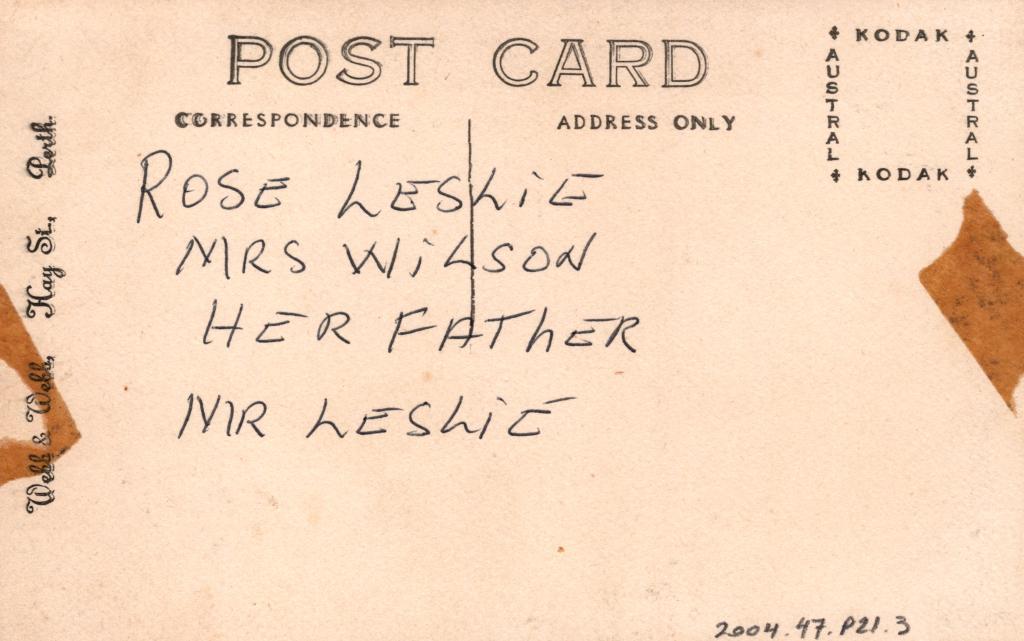 POST CARD
CORRESPONDENCE
ADDRESS ONLY
KODAK
AUSTRAL
AUSTRAL
KODAK
Webb & Webb, Hay St., Perth.
ROSE LESLiE
MRS WiLSON
HER FATHER
MR LESLiE
2004.47.P21.3